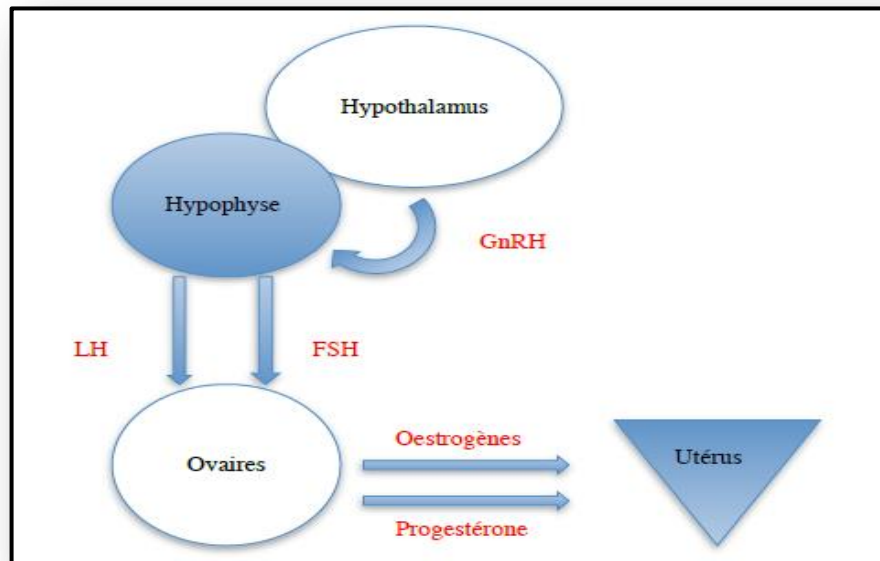 Hypothalamus
Hypophyse
GnRH
LH
FSH
Oestrogènes
Ovaires
Utérus
Progestérone